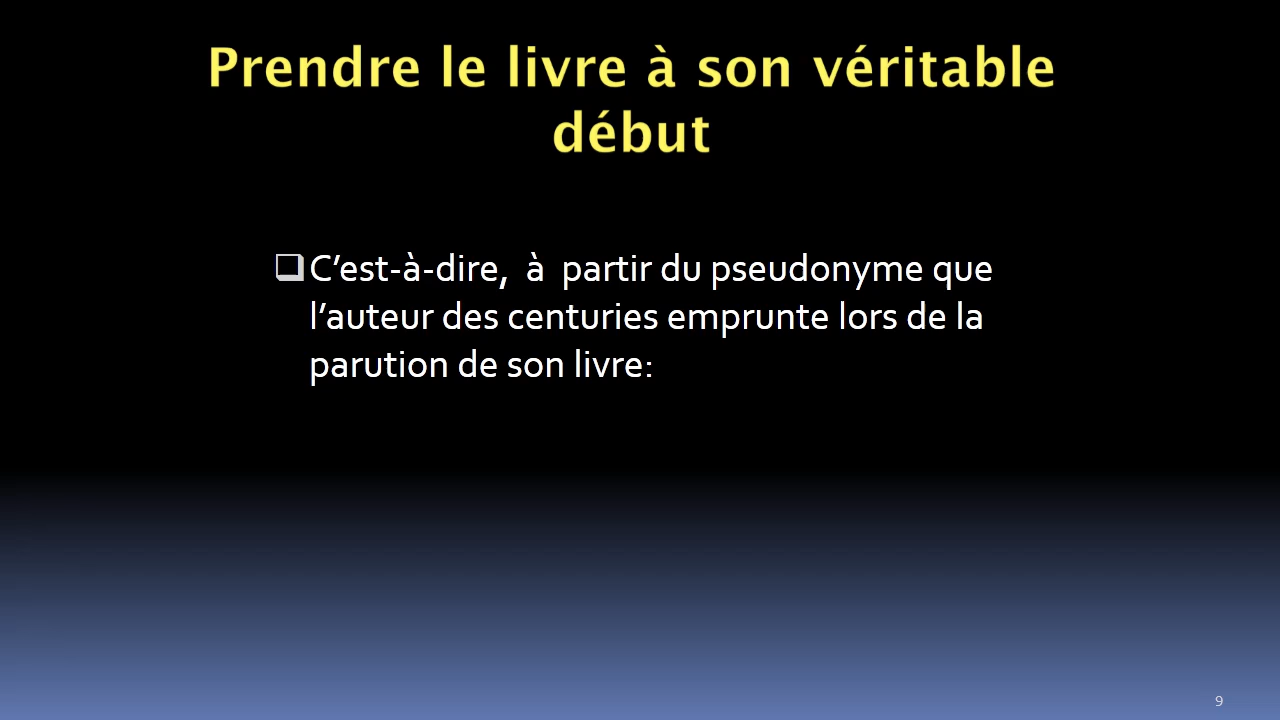 Prendre le livre à son véritable
début
C’est-à-dire, à partir du pseudonyme que
l’auteur des centuries emprunte lors de la
parution de son livre:
9